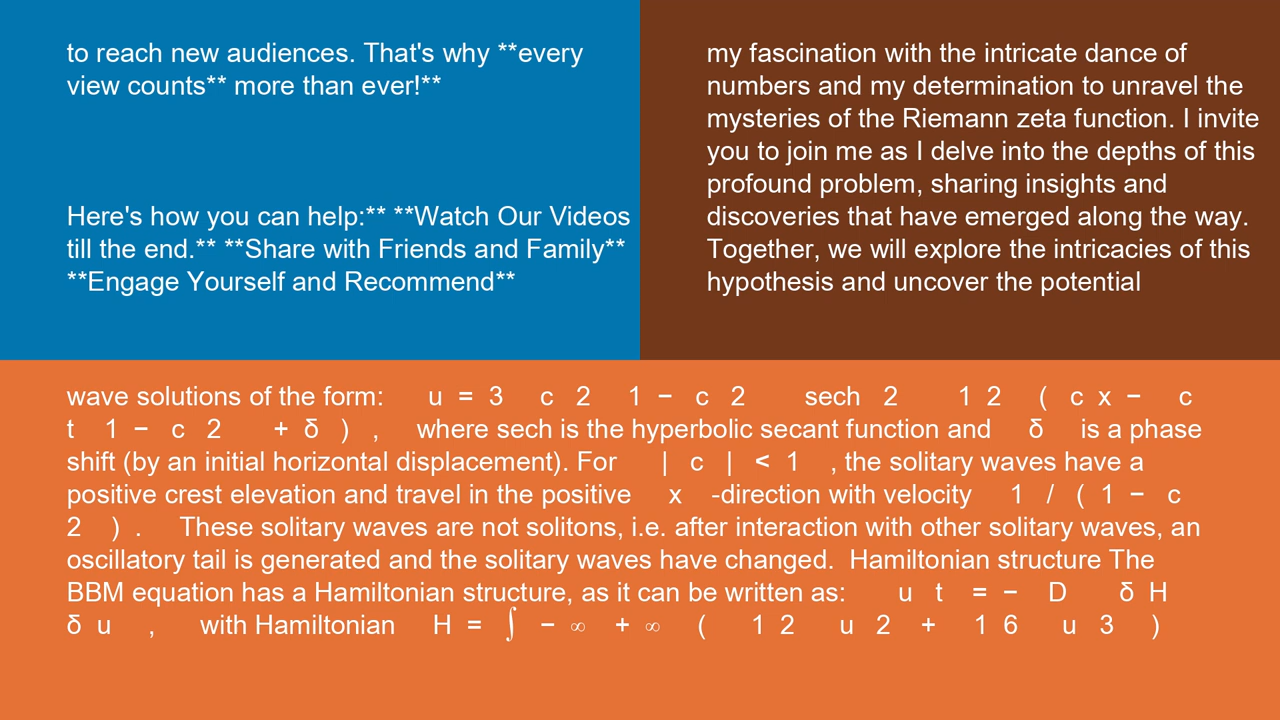 to reach new audiences. That's why **every
view counts** more than ever!**
Here's how you can help:** **Watch Our Videos
till the end.** **Share with Friends and Family**
**Engage Yourself and Recommend**
my fascination with the intricate dance of
numbers and my determination to unravel the
mysteries of the Riemann zeta function. I invite
you to join me as I delve into the depths of this
profound problem, sharing insights and
discoveries that have emerged along the way.
Together, we will explore the intricacies of this
hypothesis and uncover the potential
wave solutions of the form: u = 3 c 2 1 − c 2 sech 2 1 2 ( c x − c
t 1 − c 2 + δ ) , where sech is the hyperbolic secant function and δ is a phase
shift (by an initial horizontal displacement). For | c | < 1 , the solitary waves have a
positive crest elevation and travel in the positive x -direction with velocity 1 / ( 1 − c
2 ) . These solitary waves are not solitons, i.e. after interaction with other solitary waves, an
oscillatory tail is generated and the solitary waves have changed. Hamiltonian structure The
BBM equation has a Hamiltonian structure, as it can be written as: u t = − D δ H
δ u , with Hamiltonian H = ∫ − ∞ + ∞ ( 1 2 u 2 + 1 6 u 3 )